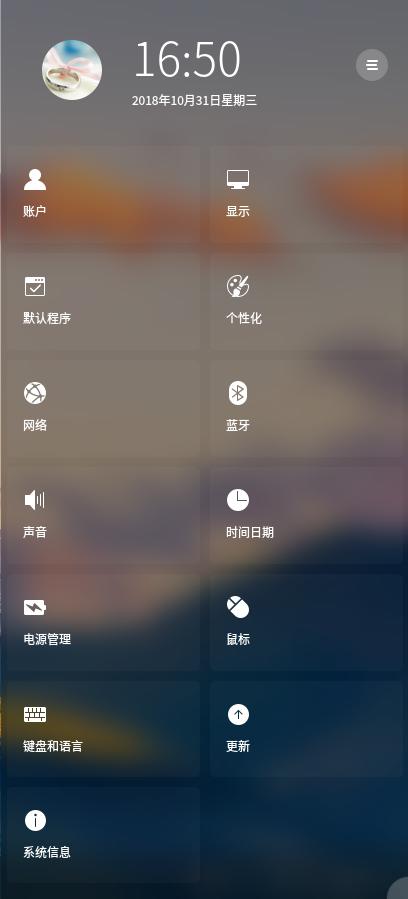 16:50
2018年10月31日星期三
账户
显示
默认程序
个性化
网络
蓝牙
声音
时间日期
电源管理
鼠标
键盘和语言
更新
系统信息